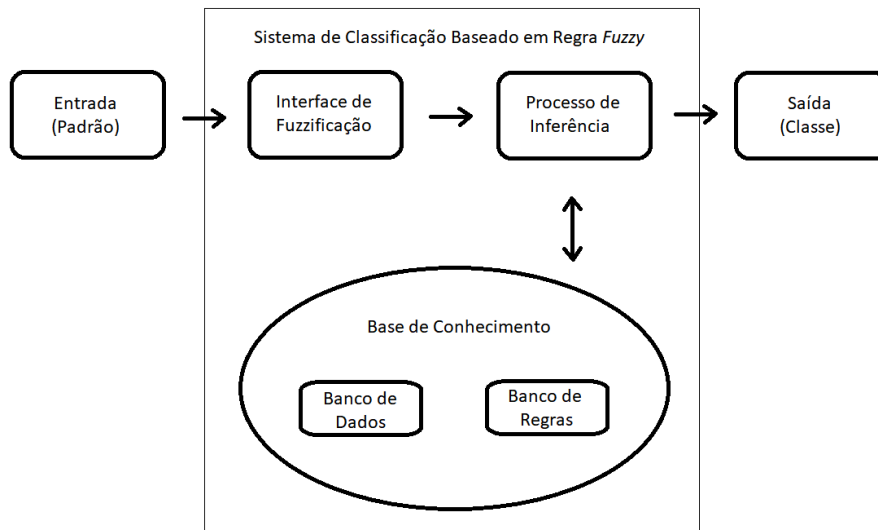 Sistema de Classificação Baseado em Regra Fuzzy
Entrada
(Padrão)
Interface de
Fuzzificação
Processo de
Inferência
Saída
(Classe)
Base de Conhecimento
Banco de
Dados
Banco de
Regras